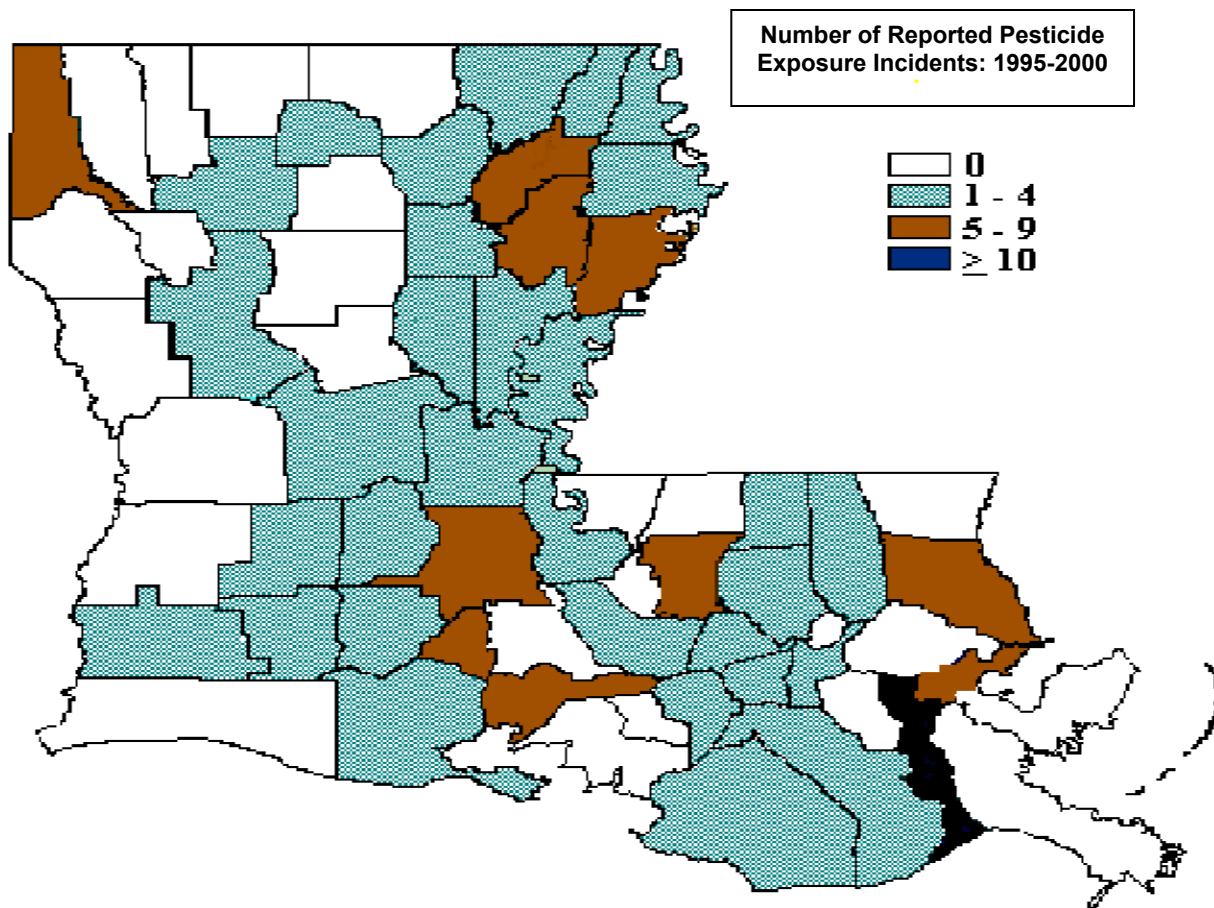 Number of Reported Pesticide
Exposure Incidents: 1995-2000
0
1 - 4
5 - 9
≥ 10